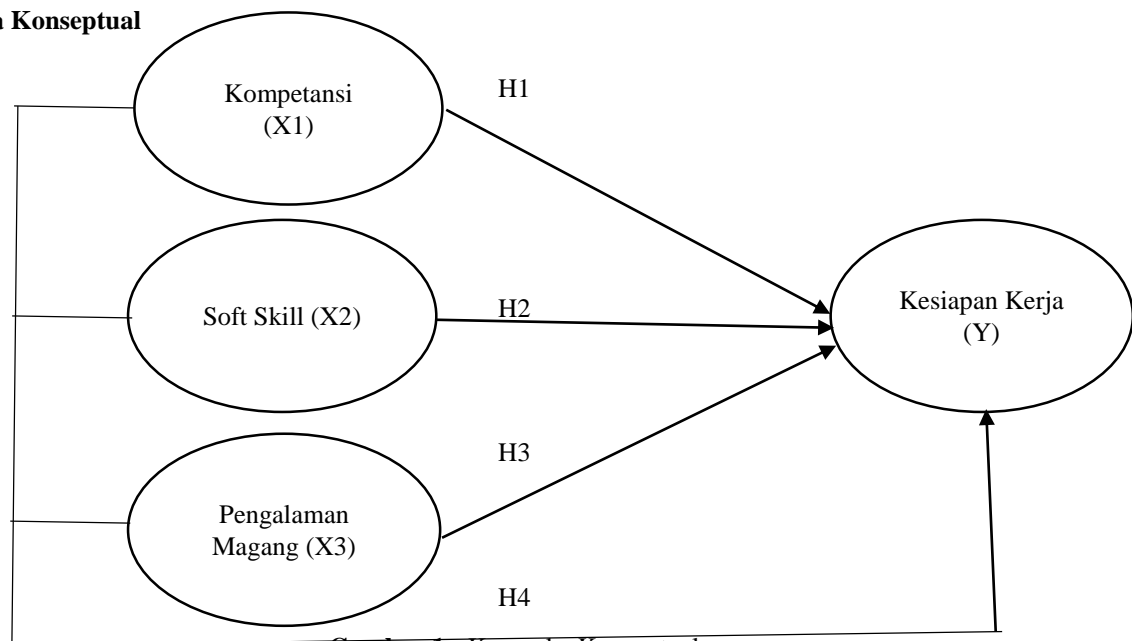 Konseptual
Kompetansi
(X1)
H1
Soft Skill (X2)
H2
Kesiapan Kerja
(Y)
Pengalaman
Magang (X3)
H3
H4